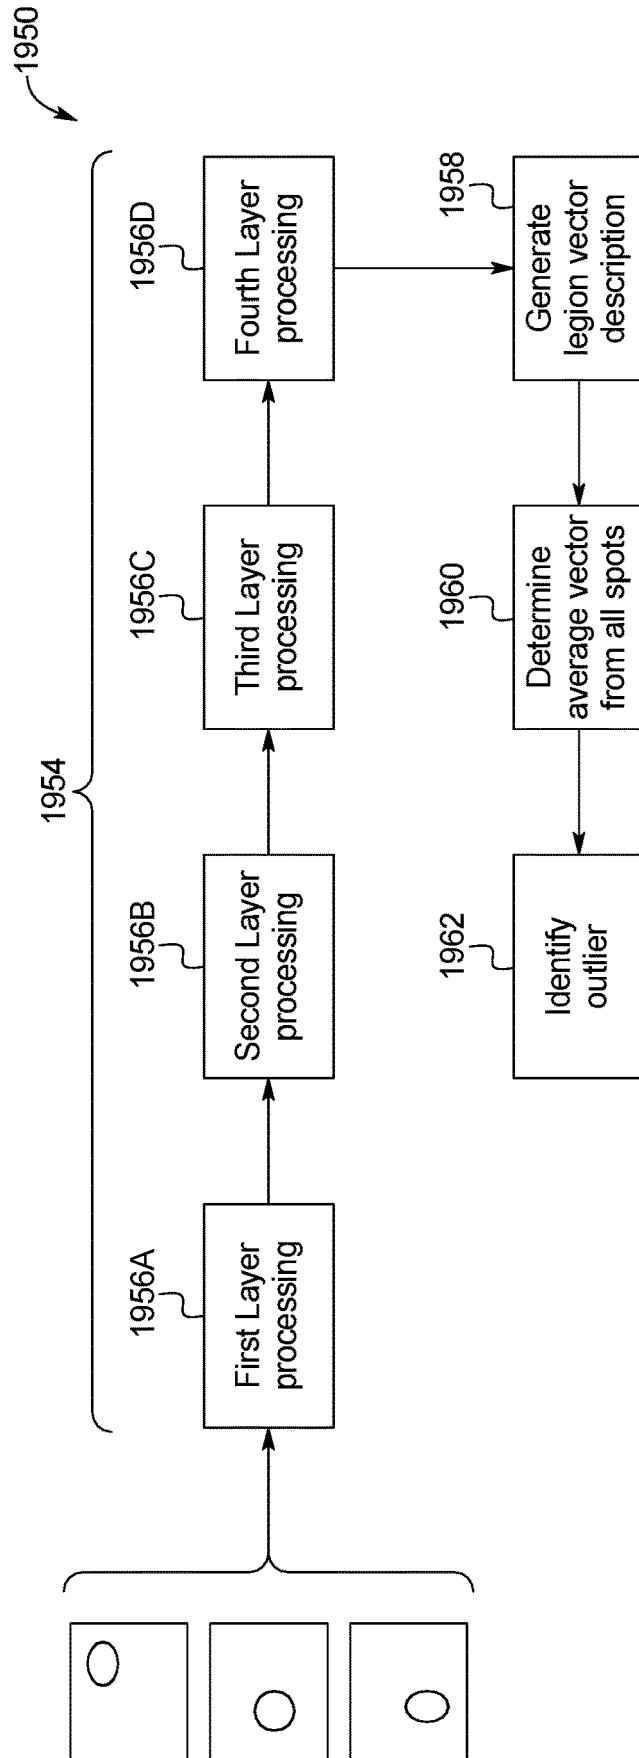 1950
1954
1956A
First Layer
processing
1956B
Second Layer
processing
1956C
Third Layer
processing
1956D
Fourth Layer
processing
1958
Generate
legion vector
description
1960
Determine
average vector
from all spots
1962
Identify
outlier